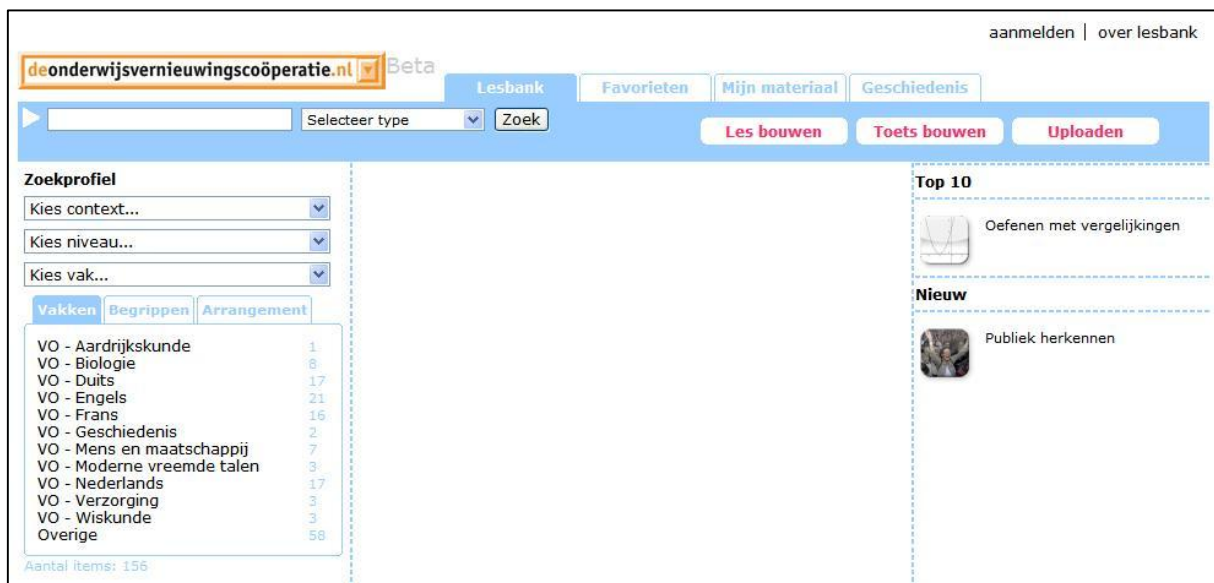 aanmelden | over lesbank
deonderwijsvernieuwingscoöperatie.nl Beta
Lesbank Favorieten Mijn materiaal Geschiedenis
Selecteer type Zoek
Les bouwen Toets bouwen Uploaden
Zoekprofiel
Kies context...
Kies niveau...
Kies vak...
Vakken Begrippen Arrangement
VO - Aardrijkskunde 1
VO - Biologie 8
VO - Duits 17
VO - Engels 21
VO - Frans 16
VO - Geschiedenis 2
VO - Mens en maatschappij 7
VO - Moderne vreemde talen 3
VO - Nederlands 17
VO - Verzorging 3
VO - Wiskunde 3
Overige 58
Aantal items: 156
Top 10
Oefenen met vergelijkingen
Nieuw
Publiek herkennen